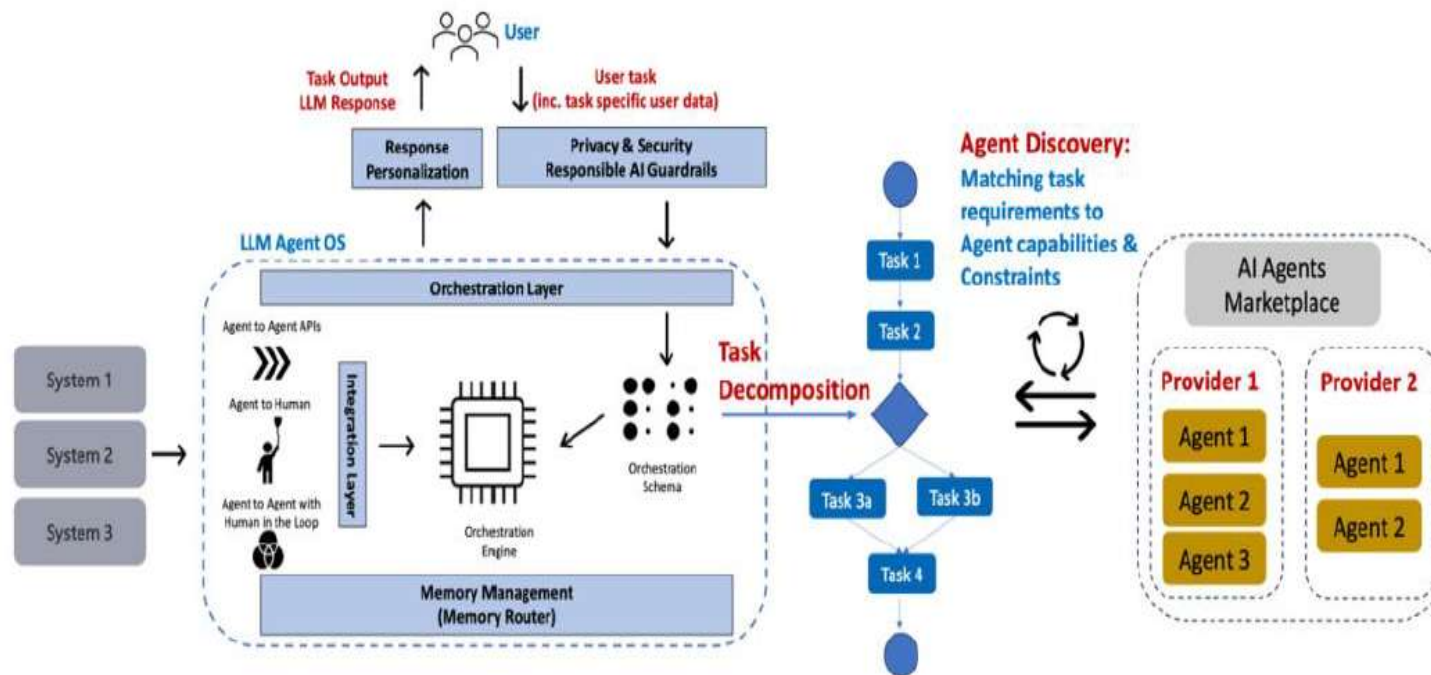 User
Task Output
LLM Response
User task
(inc. task specific user data)
Response
Personalization
Privacy & Security
Responsible AI Guardrails
LLM Agent OS
Orchestration Layer
System 1
System 2
System 3
Agent to Agent APIs
Agent to Human
Agent to Agent with
Human in the Loop
Integration Layer
Orchestration
Engine
Orchestration
Schema
Memory Management
(Memory Router)
Task
Decomposition
Task 1
Task 2
Task 3a
Task 3b
Task 4
Agent Discovery:
Matching task
requirements to
Agent capabilities &
Constraints
AI Agents
Marketplace
Provider 1
Agent 1
Agent 2
Agent 3
Provider 2
Agent 1
Agent 2